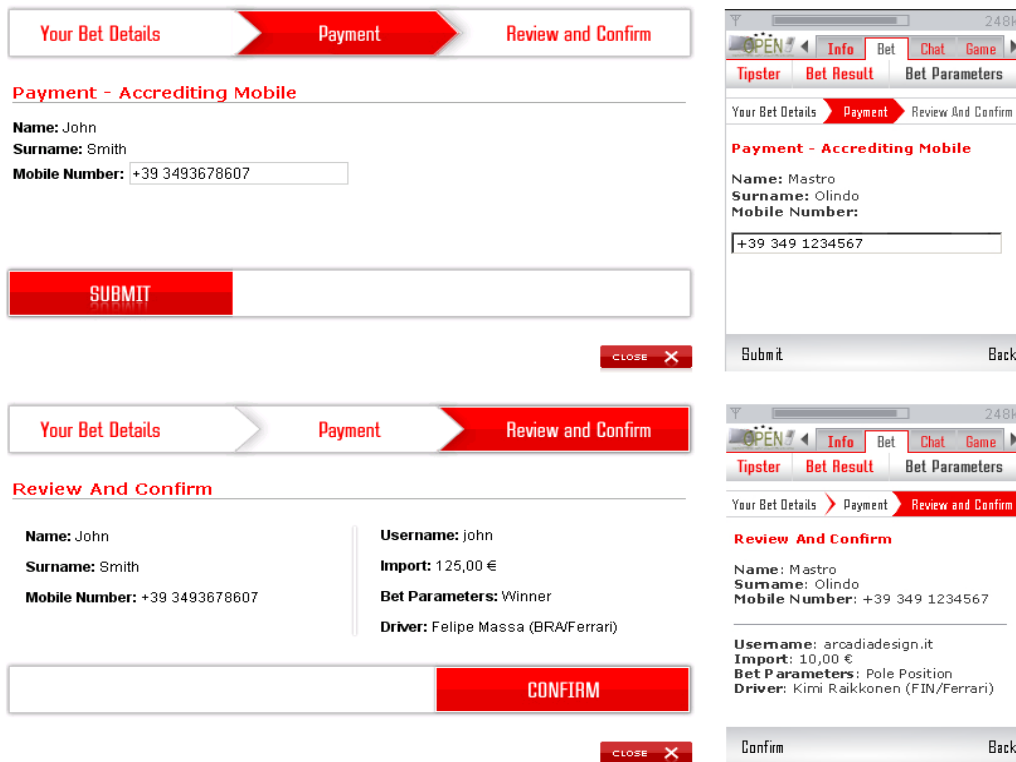 Your Bet Details Payment Review and Confirm
Payment - Accrediting Mobile
Name: John
Surname: Smith
Mobile Number: +39 3493678607
SUBMIT
CLOSE
248k
OPEN Info Bet Chat Game
Tipster Bet Result Bet Parameters
Your Bet Details Payment Review And Confirm
Payment - Accrediting Mobile
Name: Mastro
Surname: Olindo
Mobile Number:
+39 349 1234567
Submit Back
Your Bet Details Payment Review and Confirm
Review And Confirm
Name: John
Surname: Smith
Mobile Number: +39 3493678607
Username: john
Import: 125,00 €
Bet Parameters: Winner
Driver: Felipe Massa (BRA/Ferrari)
CONFIRM
CLOSE
248k
OPEN Info Bet Chat Game
Tipster Bet Result Bet Parameters
Your Bet Details Payment Review and Confirm
Review And Confirm
Name: Mastro
Surname: Olindo
Mobile Number: +39 349 1234567
Username: arcadiadesign.it
Import: 10,00 €
Bet Parameters: Pole Position
Driver: Kimi Raikkonen (FIN/Ferrari)
Confirm Back